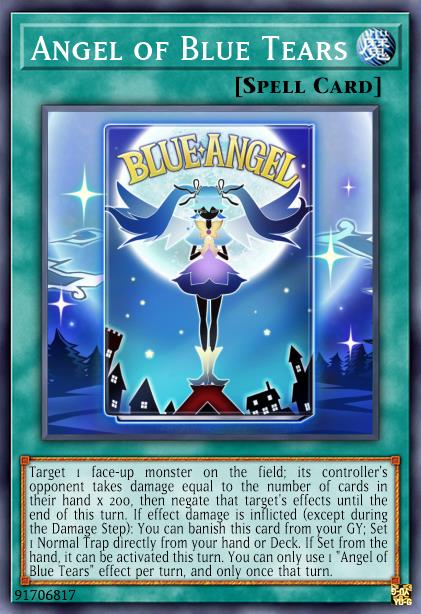 ANGEL OF BLUE TEARS 魔
[SPELL CARD]
BLUE ANGEL
Target 1 face-up monster on the field; its controller's
opponent takes damage equal to the number of cards in
their hand x 200, then negate that target's effects until the
end of this turn. If effect damage is inflicted (except during
the Damage Step): You can banish this card from your GY; Set
1 Normal Trap directly from your hand or Deck. If Set from the
hand, it can be activated this turn. You can only use 1 "Angel of
Blue Tears" effect per turn, and only once that turn.
91706817